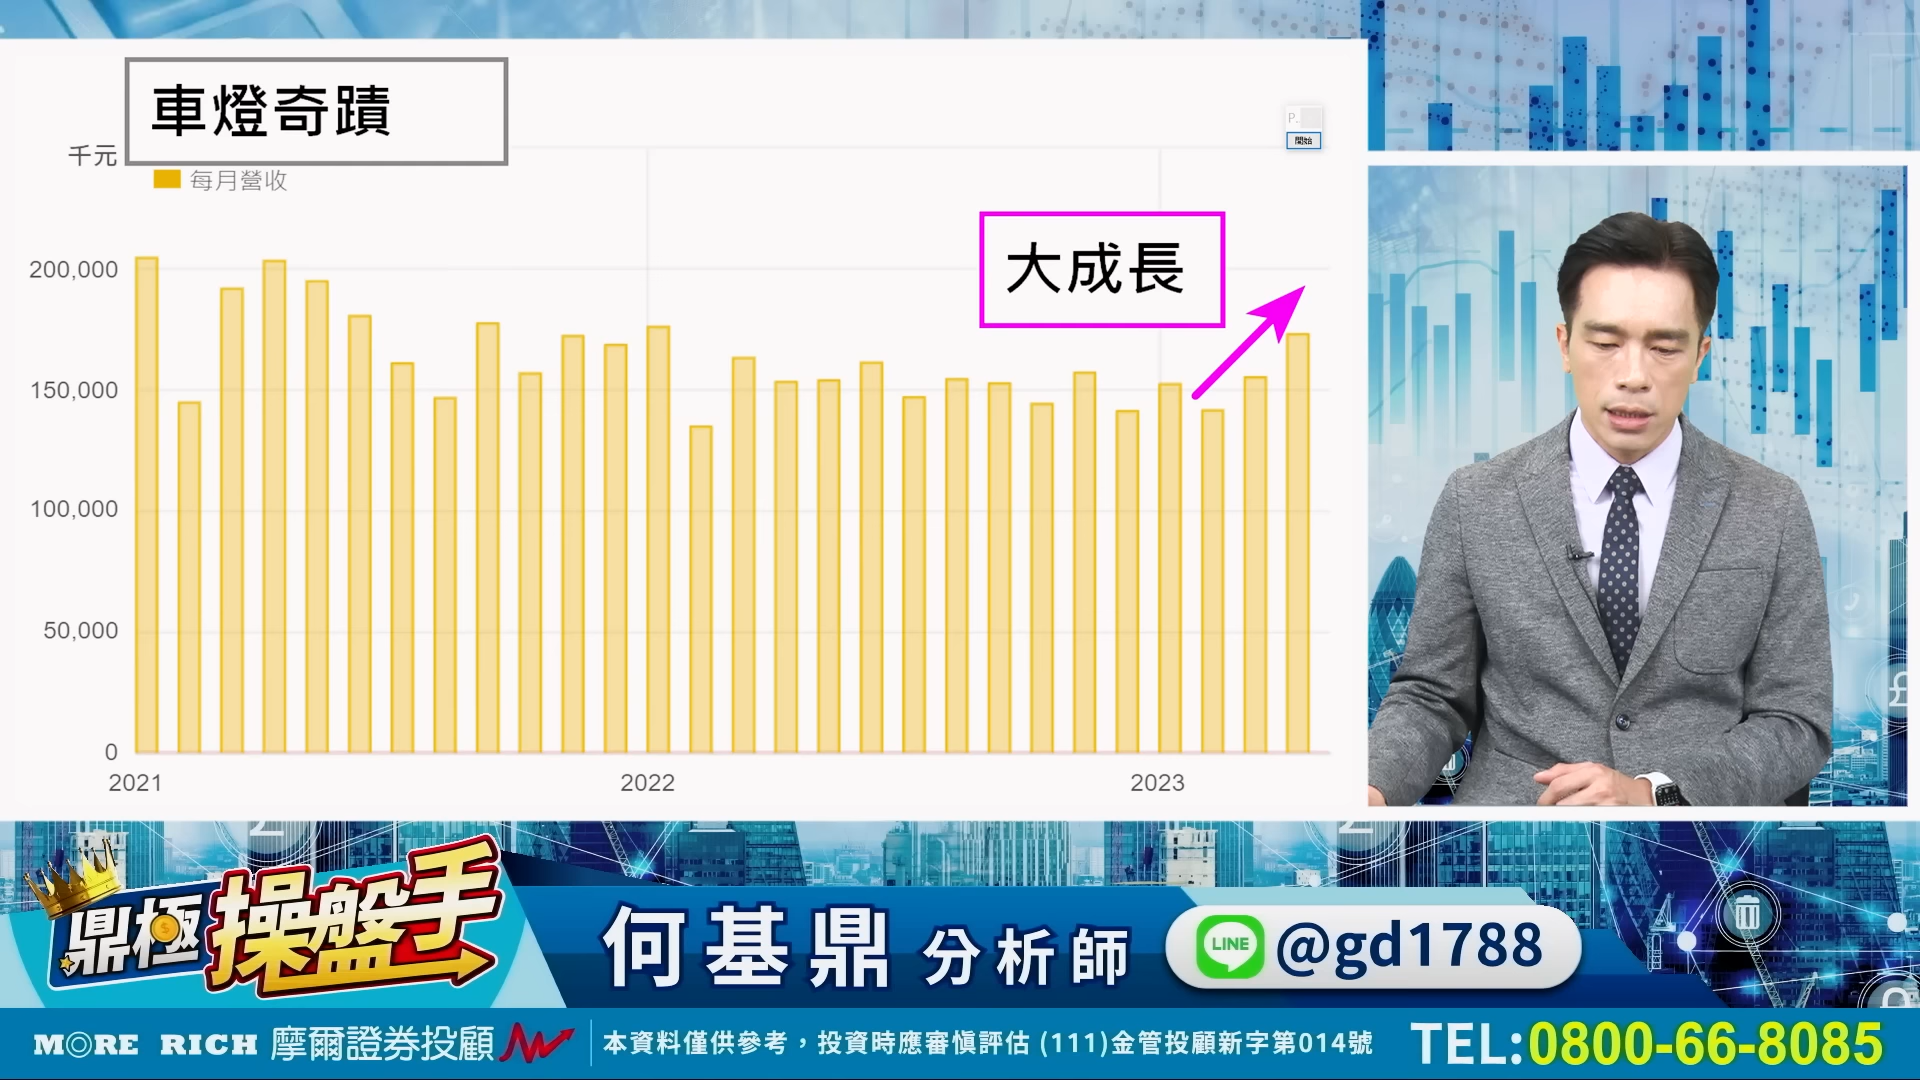 車燈奇蹟
千元
每月營收
P.
開始
大成長
200,000
150,000
100,000
50,000
0
2021
2022
2023
鼎極操盤手
何基鼎 分析師
LINE @gd1788
MORE RICH 摩爾證券投顧
本資料僅供參考，投資時應審慎評估 (111)金管投顧新字第014號
TEL:0800-66-8085